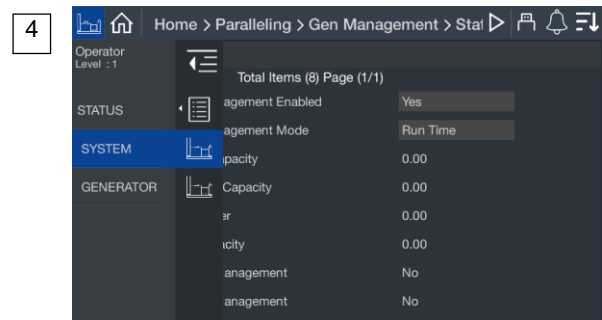 4
Home > Paralleling > Gen Management > Stat
Operator
Level : 1
Total Items (8) Page (1/1)
STATUS
agement Enabled Yes
agement Mode Run Time
SYSTEM
pacity 0.00
GENERATOR
Capacity 0.00
er 0.00
acity 0.00
anagement No
anagement No